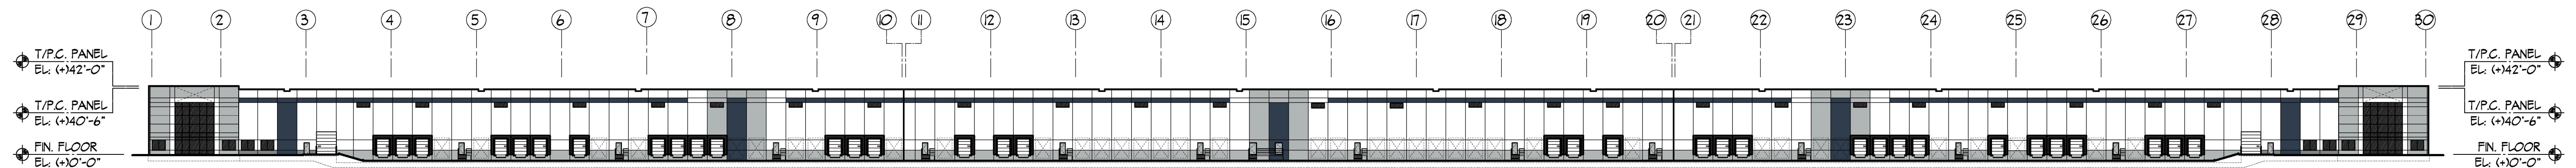 1 2 3 4 5 6 7 8 9 10 11 12 13 14 15 16 17 18 19 20 21 22 23 24 25 26 27 28 29 30
T/P.C. PANEL
EL: (+)42'-0"
T/P.C. PANEL
EL: (+)40'-6"
FIN. FLOOR
EL: (+)0'-0"
T/P.C. PANEL
EL: (+)42'-0"
T/P.C. PANEL
EL: (+)40'-6"
FIN. FLOOR
EL: (+)0'-0"